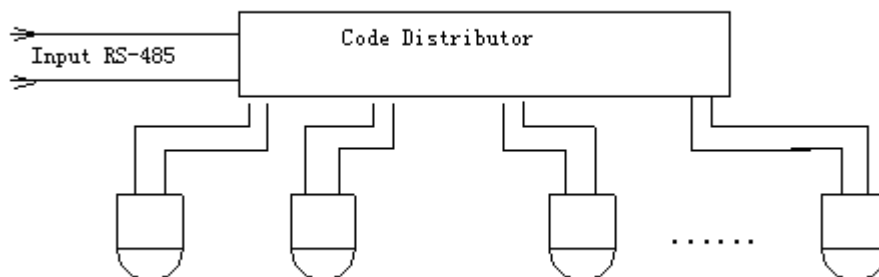 Code Distributor
Input RS-485
......